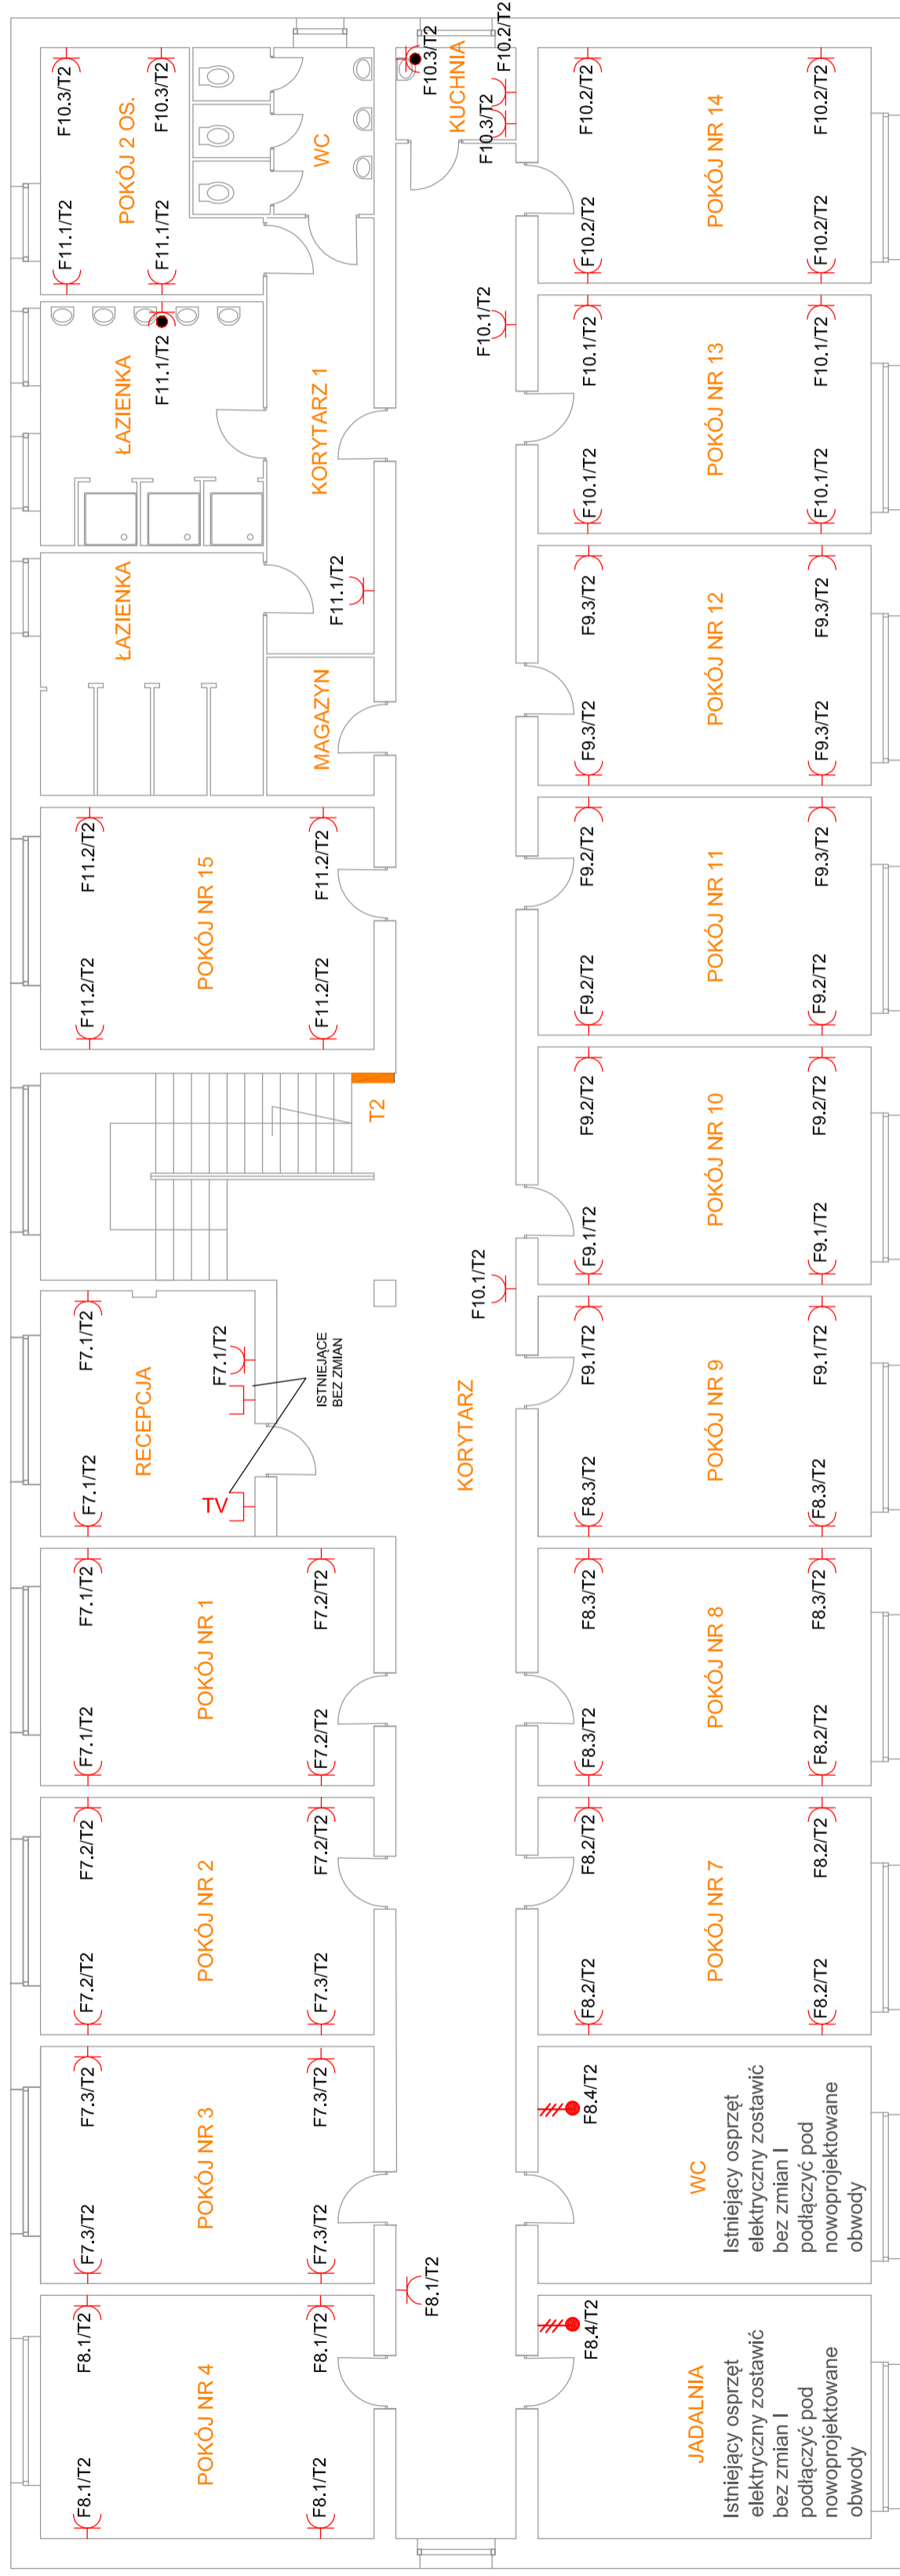 POKÓJ NR 4
F8.1/T2
F8.1/T2
F8.1/T2
F8.1/T2
POKÓJ NR 3
F7.3/T2
F7.3/T2
F7.3/T2
F7.3/T2
POKÓJ NR 2
F7.2/T2
F7.2/T2
F7.3/T2
F7.2/T2
POKÓJ NR 1
F7.1/T2
F7.1/T2
F7.2/T2
F7.2/T2
RECEPCJA
F7.1/T2
F7.1/T2
TV
F7.1/T2
ISTNIEJĄCE
BEZ ZMIAN
T2
POKÓJ NR 15
F11.2/T2
F11.2/T2
F11.2/T2
F11.2/T2
ŁAZIENKA
MAGAZYN
ŁAZIENKA
F11.1/T2
KORYTARZ 1
F11.1/T2
POKÓJ 2 OS.
F11.1/T2
F10.3/T2
F11.1/T2
F10.3/T2
WC
KUCHNIA
F10.3/T2
F10.3/T2
F10.2/T2
KORYTARZ
F8.1/T2
F10.1/T2
F10.1/T2
JADALNIA
F8.4/T2
Istniejący osprzęt
elektryczny zostawić
bez zmian I
podłączyć pod
nowoprojektowane
obwody
WC
F8.4/T2
Istniejący osprzęt
elektryczny zostawić
bez zmian I
podłączyć pod
nowoprojektowane
obwody
POKÓJ NR 7
F8.2/T2
F8.2/T2
F8.2/T2
F8.2/T2
POKÓJ NR 8
F8.3/T2
F8.3/T2
F8.2/T2
F8.3/T2
POKÓJ NR 9
F8.3/T2
F9.1/T2
F8.3/T2
F9.1/T2
POKÓJ NR 10
F9.1/T2
F9.2/T2
F9.1/T2
F9.2/T2
POKÓJ NR 11
F9.2/T2
F9.2/T2
F9.2/T2
F9.3/T2
POKÓJ NR 12
F9.3/T2
F9.3/T2
F9.3/T2
F9.3/T2
POKÓJ NR 13
F10.1/T2
F10.1/T2
F10.1/T2
F10.1/T2
POKÓJ NR 14
F10.2/T2
F10.2/T2
F10.2/T2
F10.2/T2